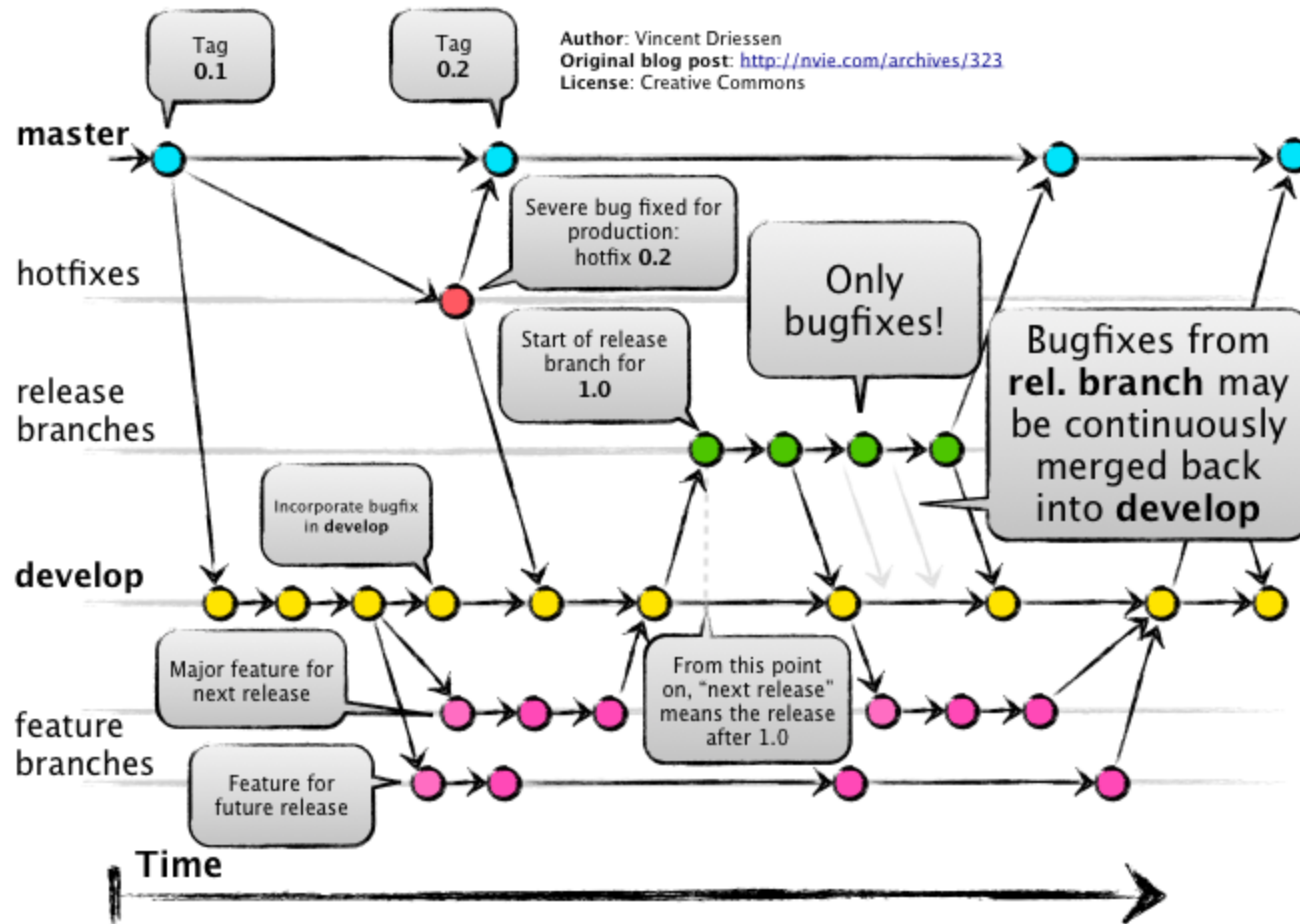 Tag
0.1
Tag
0.2
Author: Vincent Driessen
Original blog post: http://nvie.com/archives/323
License: Creative Commons
master
Severe bug fixed for
production:
hotfix 0.2
hotfixes
Only
bugfixes!
Start of release
branch for
1.0
Bugfixes from
rel. branch may
be continuously
merged back
into develop
release
branches
Incorporate bugfix
in develop
develop
Major feature for
next release
From this point
on, “next release”
means the release
after 1.0
feature
branches
Feature for
future release
Time